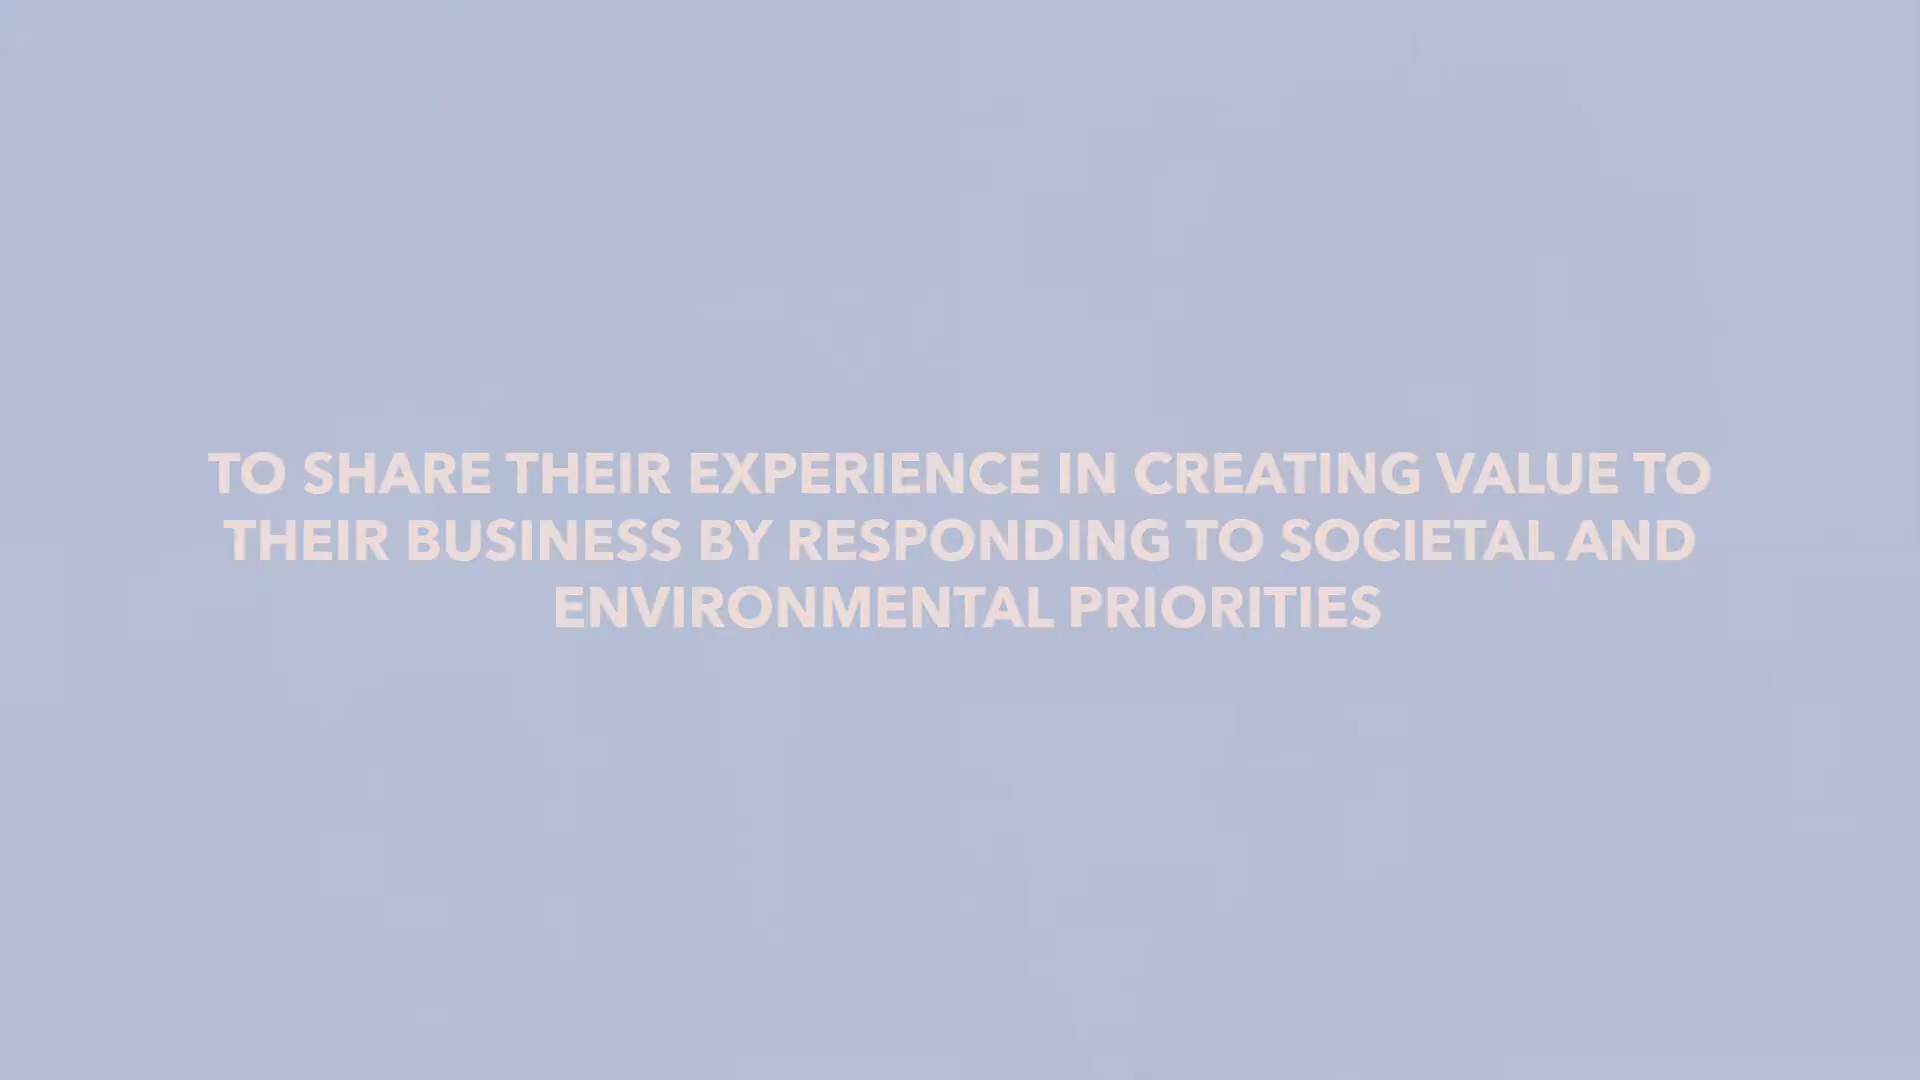 TO SHARE THEIR EXPERIENCE IN CREATING VALUE TO
THEIR BUSINESS BY RESPONDING TO SOCIETAL AND
ENVIRONMENTAL PRIORITIES